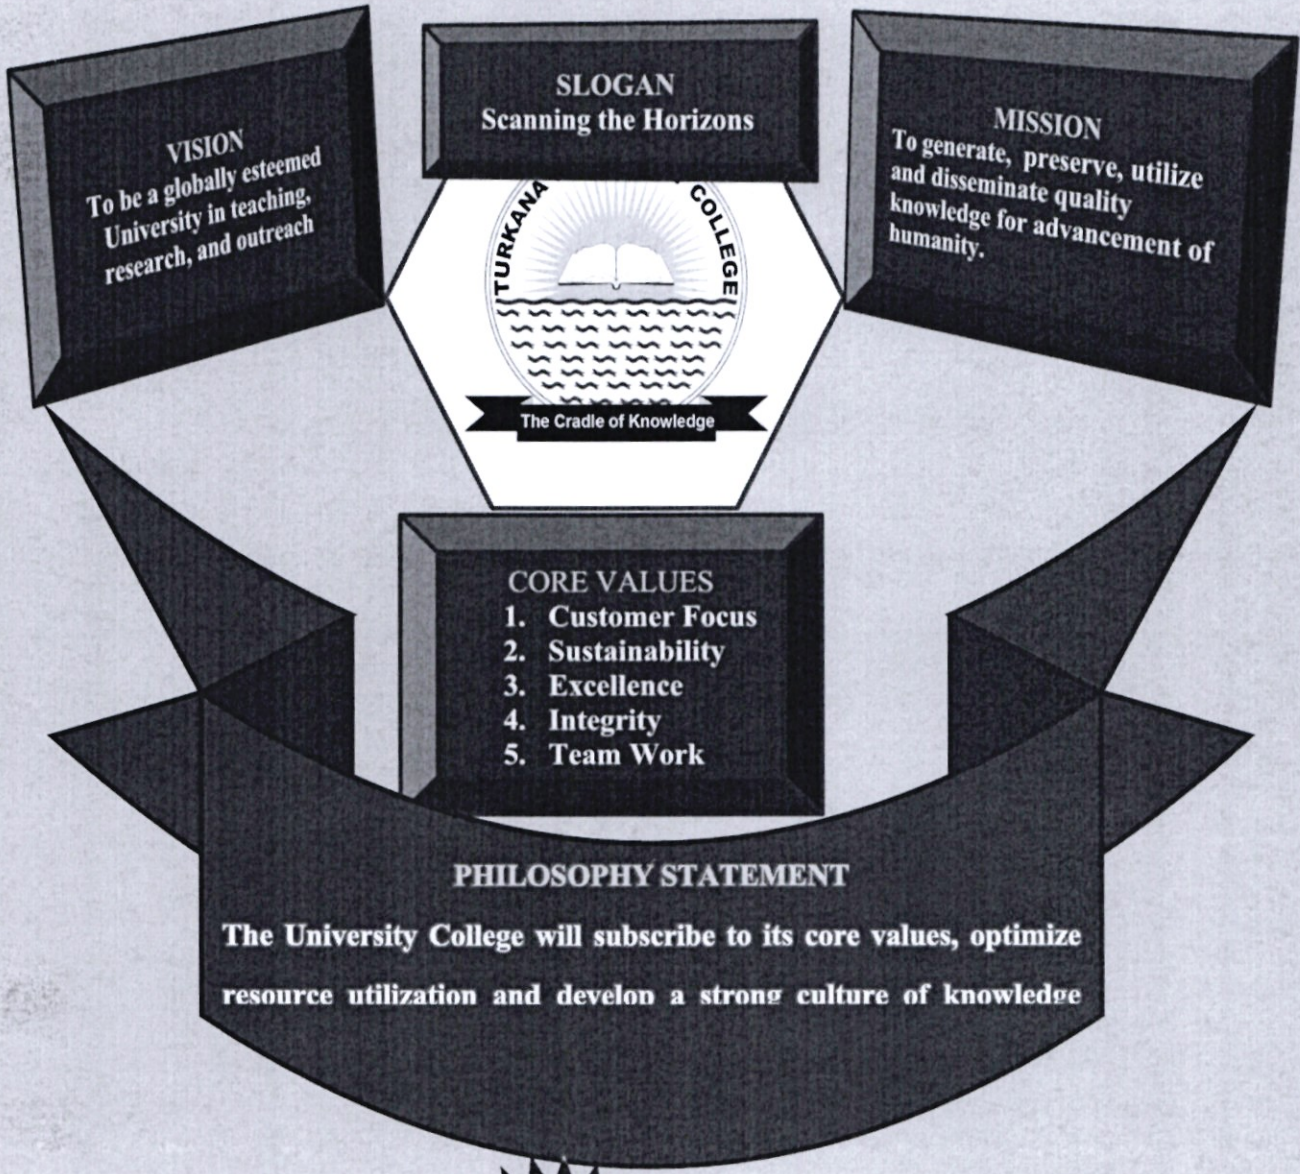 VISION
To be a globally esteemed
University in teaching,
research, and outreach
SLOGAN
Scanning the Horizons
MISSION
To generate, preserve, utilize
and disseminate quality
knowledge for advancement of
humanity.
TURKANA COLLEGE
The Cradle of Knowledge
CORE VALUES
1. Customer Focus
2. Sustainability
3. Excellence
4. Integrity
5. Team Work
PHILOSOPHY STATEMENT
The University College will subscribe to its core values, optimize
resource utilization and develop a strong culture of knowledge